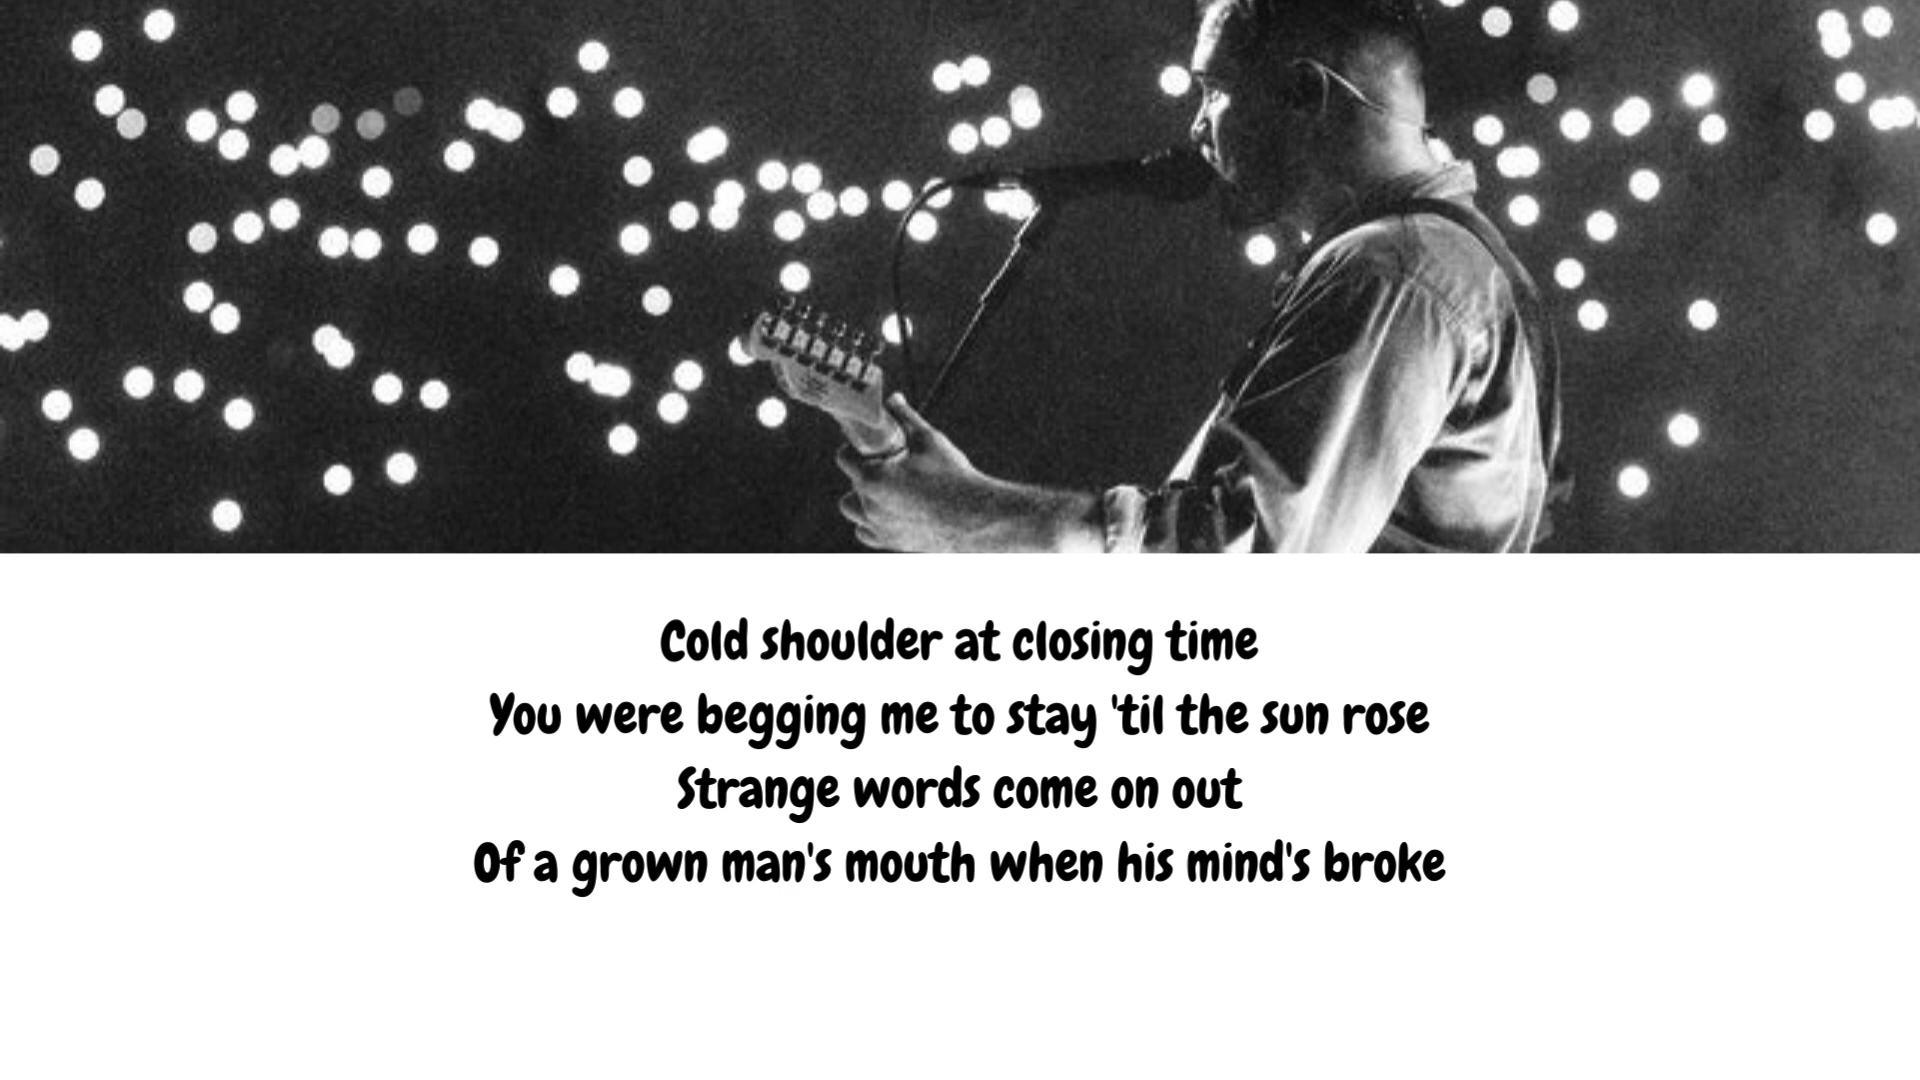 Cold shoulder at closing time
You were begging me to stay 'til the sun rose
Strange words come on out
Of a grown man's mouth when his mind's broke